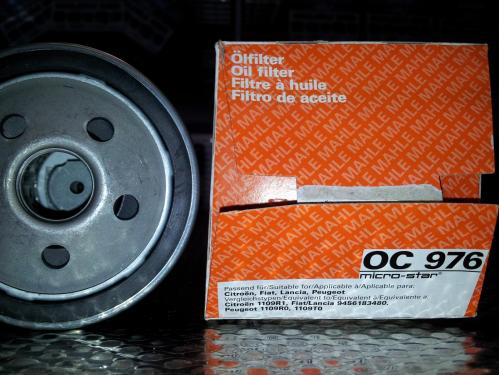 Ölfilter
Oil filter
Filtre à huile
Filtro de aceite
MAHLE
OC 976
micro-star®
Passend für/Suitable for/Applicable à/Aplicable para:
Citroën, Fiat, Lancia, Peugeot
Vergleichstypen/Equivalent to/Equivalent à/Equivalente a
Citroën 1109R1, Fiat/Lancia 9456183480,
Peugeot 1109R0, 1109T0